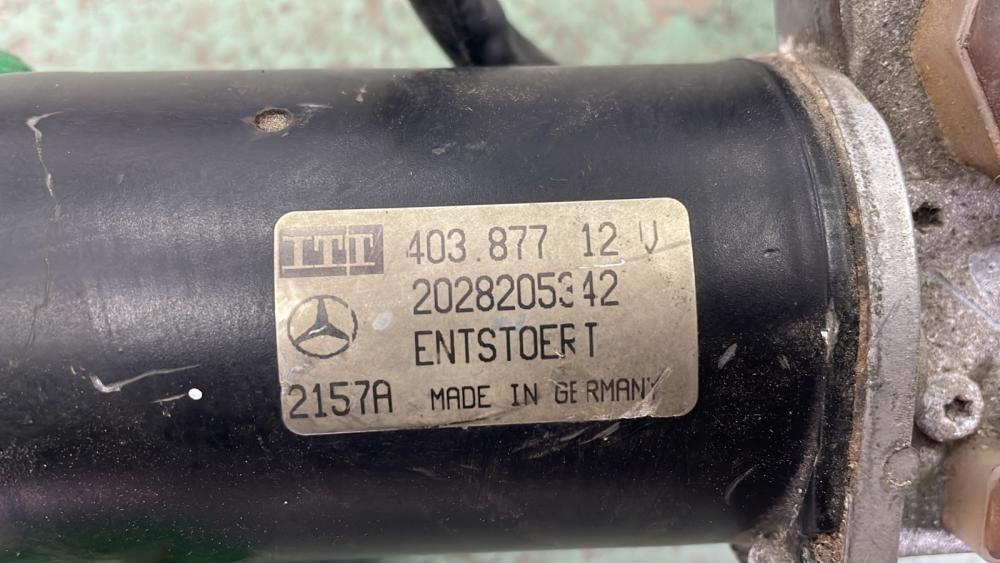 ITT 403.877 12 V
2028205342
ENTSTOERT
2157A MADE IN GERMANY